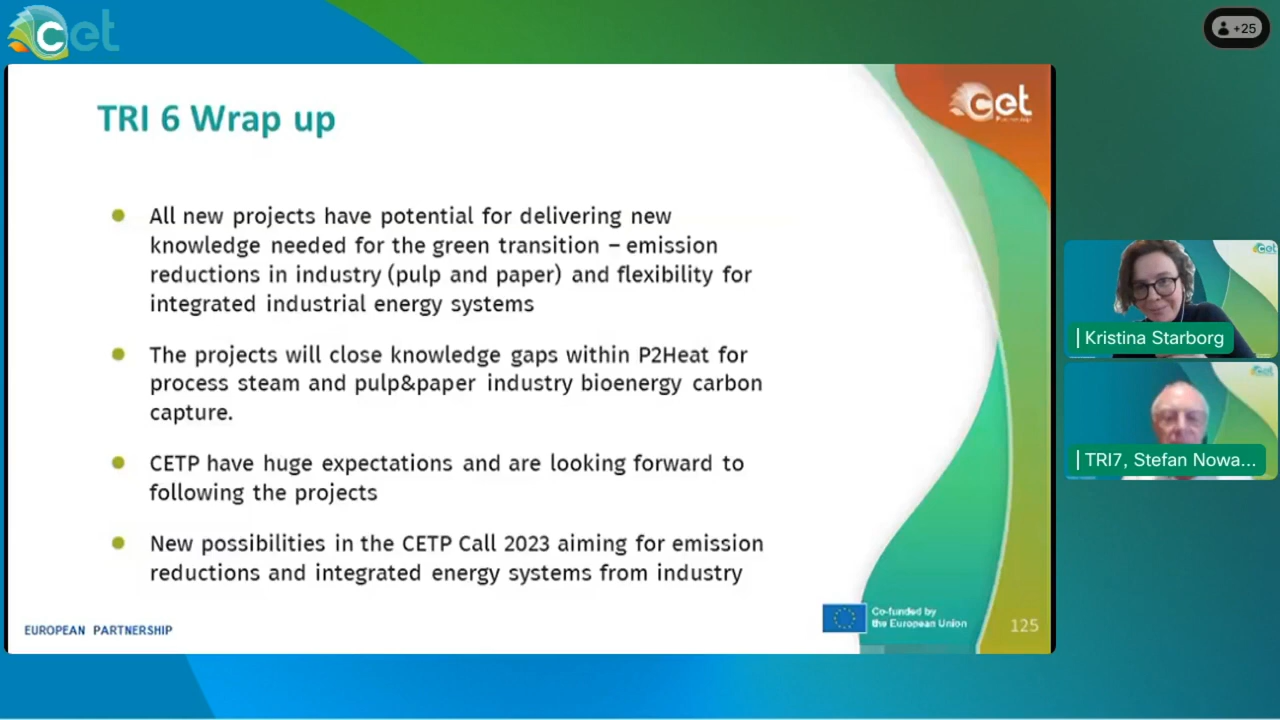 cet
+25
TRI 6 Wrap up
cet
Partnership
All new projects have potential for delivering new
knowledge needed for the green transition – emission
reductions in industry (pulp and paper) and flexibility for
integrated industrial energy systems
The projects will close knowledge gaps within P2Heat for
process steam and pulp&paper industry bioenergy carbon
capture.
CETP have huge expectations and are looking forward to
following the projects
New possibilities in the CETP Call 2023 aiming for emission
reductions and integrated energy systems from industry
EUROPEAN PARTNERSHIP
Co-funded by
the European Union
125
cet
Kristina Starborg
cet
TRI7, Stefan Nowa...